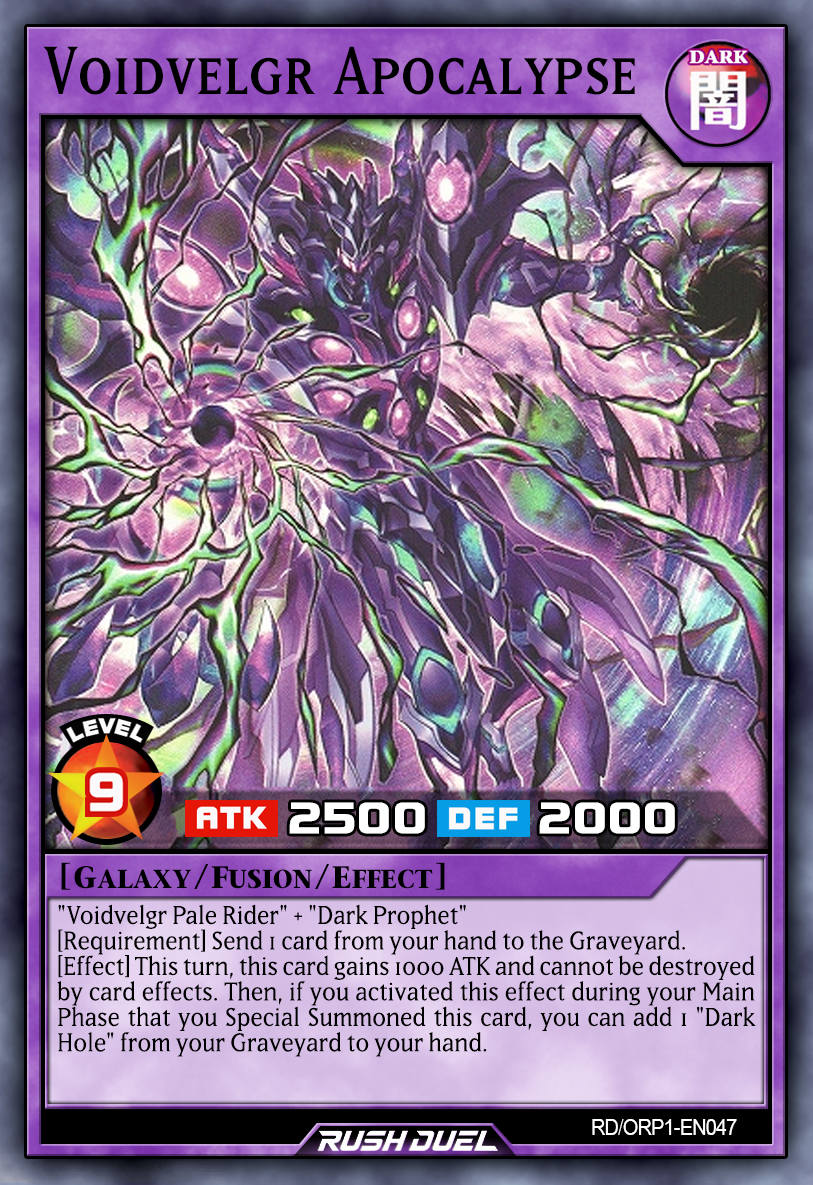 Voidvelgr Apocalypse
DARK
闇
LEVEL
9
ATK 2500 DEF 2000
[Galaxy/Fusion/Effect]
"Voidvelgr Pale Rider" + "Dark Prophet"
[Requirement] Send 1 card from your hand to the Graveyard.
[Effect] This turn, this card gains 1000 ATK and cannot be destroyed
by card effects. Then, if you activated this effect during your Main
Phase that you Special Summoned this card, you can add 1 "Dark
Hole" from your Graveyard to your hand.
RD/ORP1-EN047
RUSH DUEL